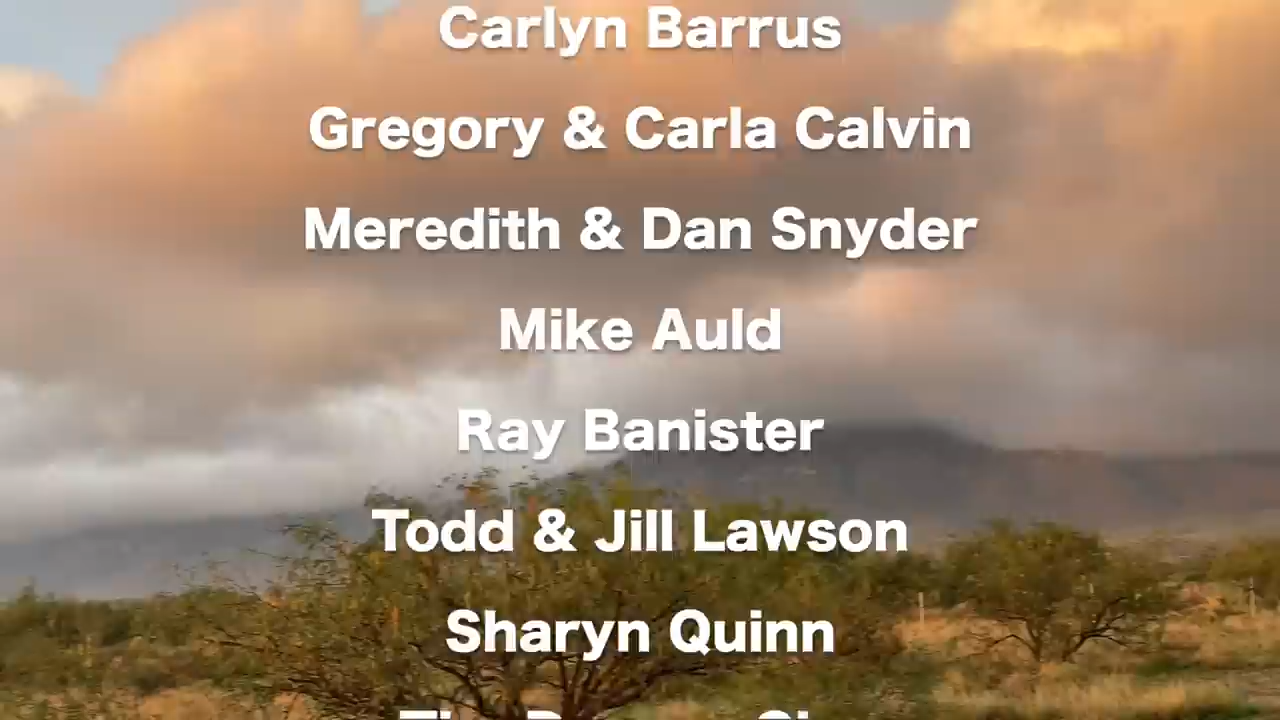 Carlyn Barrus
Gregory & Carla Calvin
Meredith & Dan Snyder
Mike Auld
Ray Banister
Todd & Jill Lawson
Sharyn Quinn